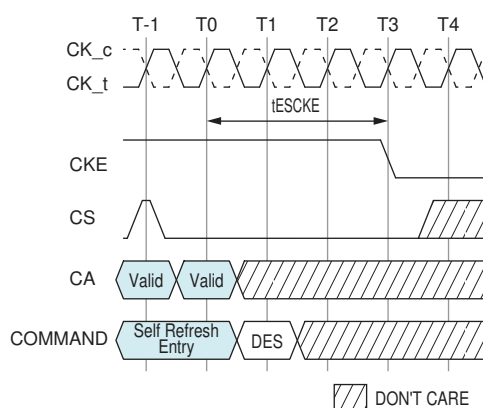 T-1 T0 T1 T2 T3 T4
CK_c
CK_t
tESCKE
CKE
CS
CA Valid Valid
COMMAND Self Refresh Entry DES
DON'T CARE